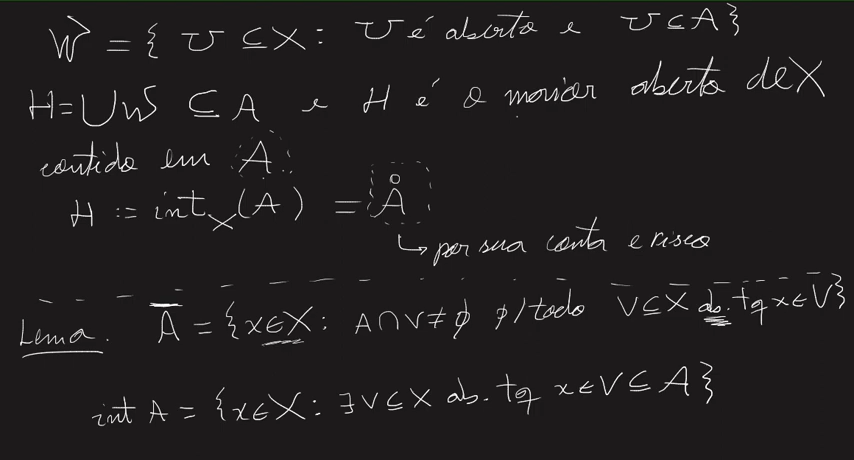 W = { U ⊆ X : U é aberto e U ⊆ A }
H = ∪W ⊆ A e H é o maior aberto de X
contido em A
H := int_X(A) = Å
↳ por sua conta e risco
Lema. A̅ = {x ∈ X : A ∩ V ≠ ∅ p/ todo V ⊆ X ab. tq x ∈ V}
int A = {x ∈ X : ∃ V ⊆ X ab. tq x ∈ V ⊆ A}